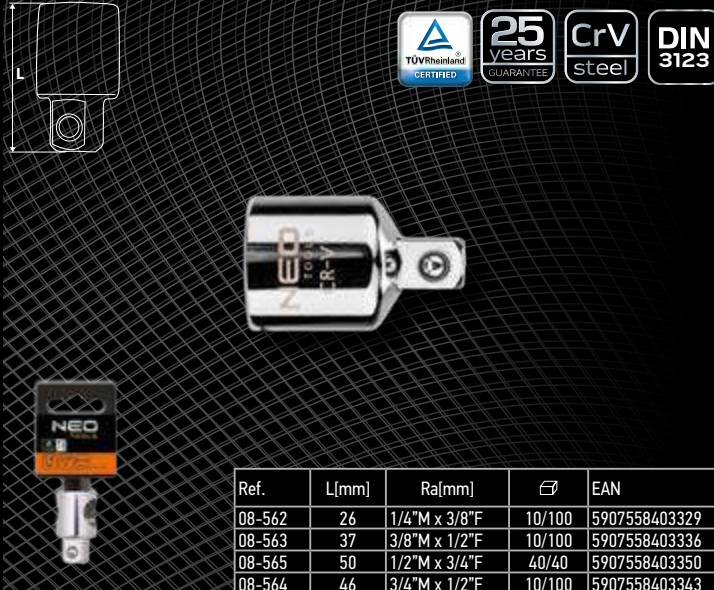 L
TÜVRheinland®
CERTIFIED
25
years
GUARANTEE
CrV
steel
DIN
3123
NEO
TOOLS
CR-V
NEO
TOOLS
Ref. L[mm] Ra[mm] EAN
08-562 26 1/4”M x 3/8”F 10/100 5907558403329
08-563 37 3/8”M x 1/2”F 10/100 5907558403336
08-565 50 1/2”M x 3/4”F 40/40 5907558403350
08-564 46 3/4”M x 1/2”F 10/100 5907558403343